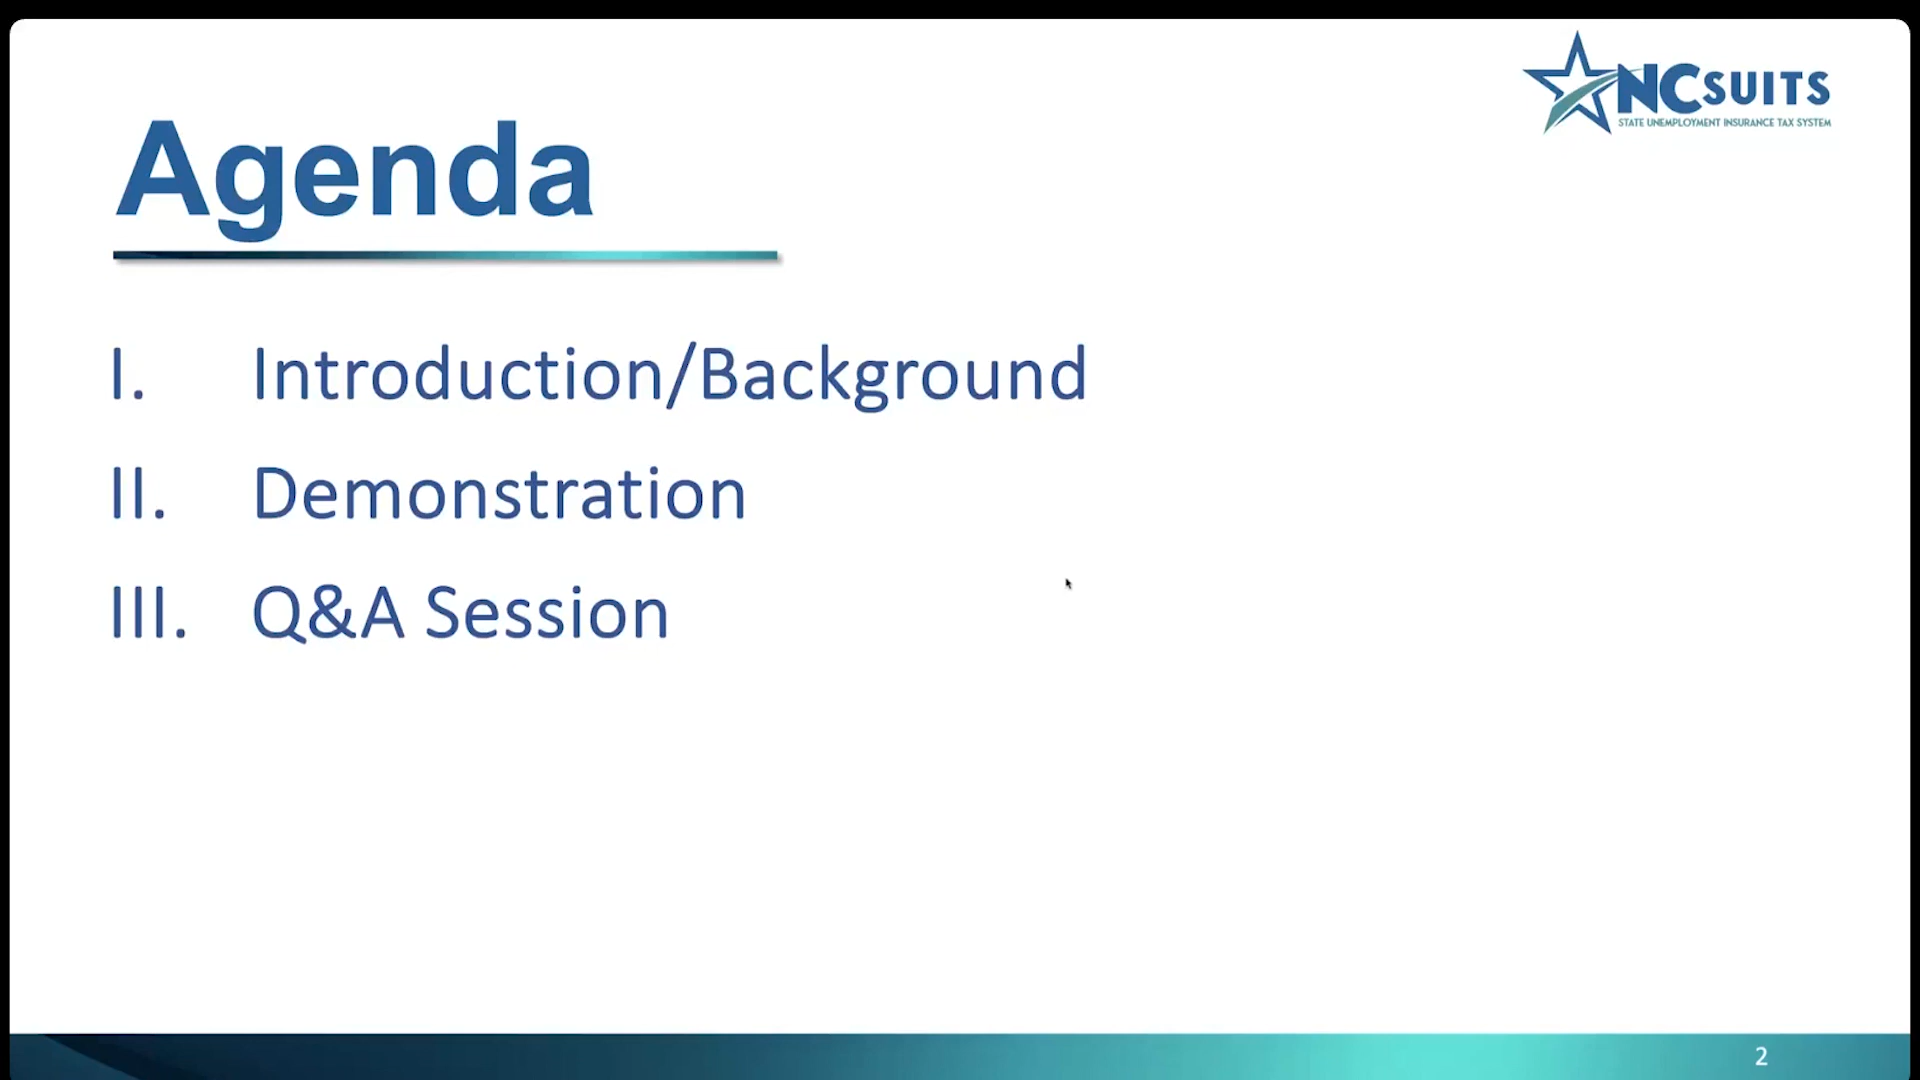 NCSUITS
STATE UNEMPLOYMENT INSURANCE TAX SYSTEM
Agenda
I. Introduction/Background
II. Demonstration
III. Q&A Session
2